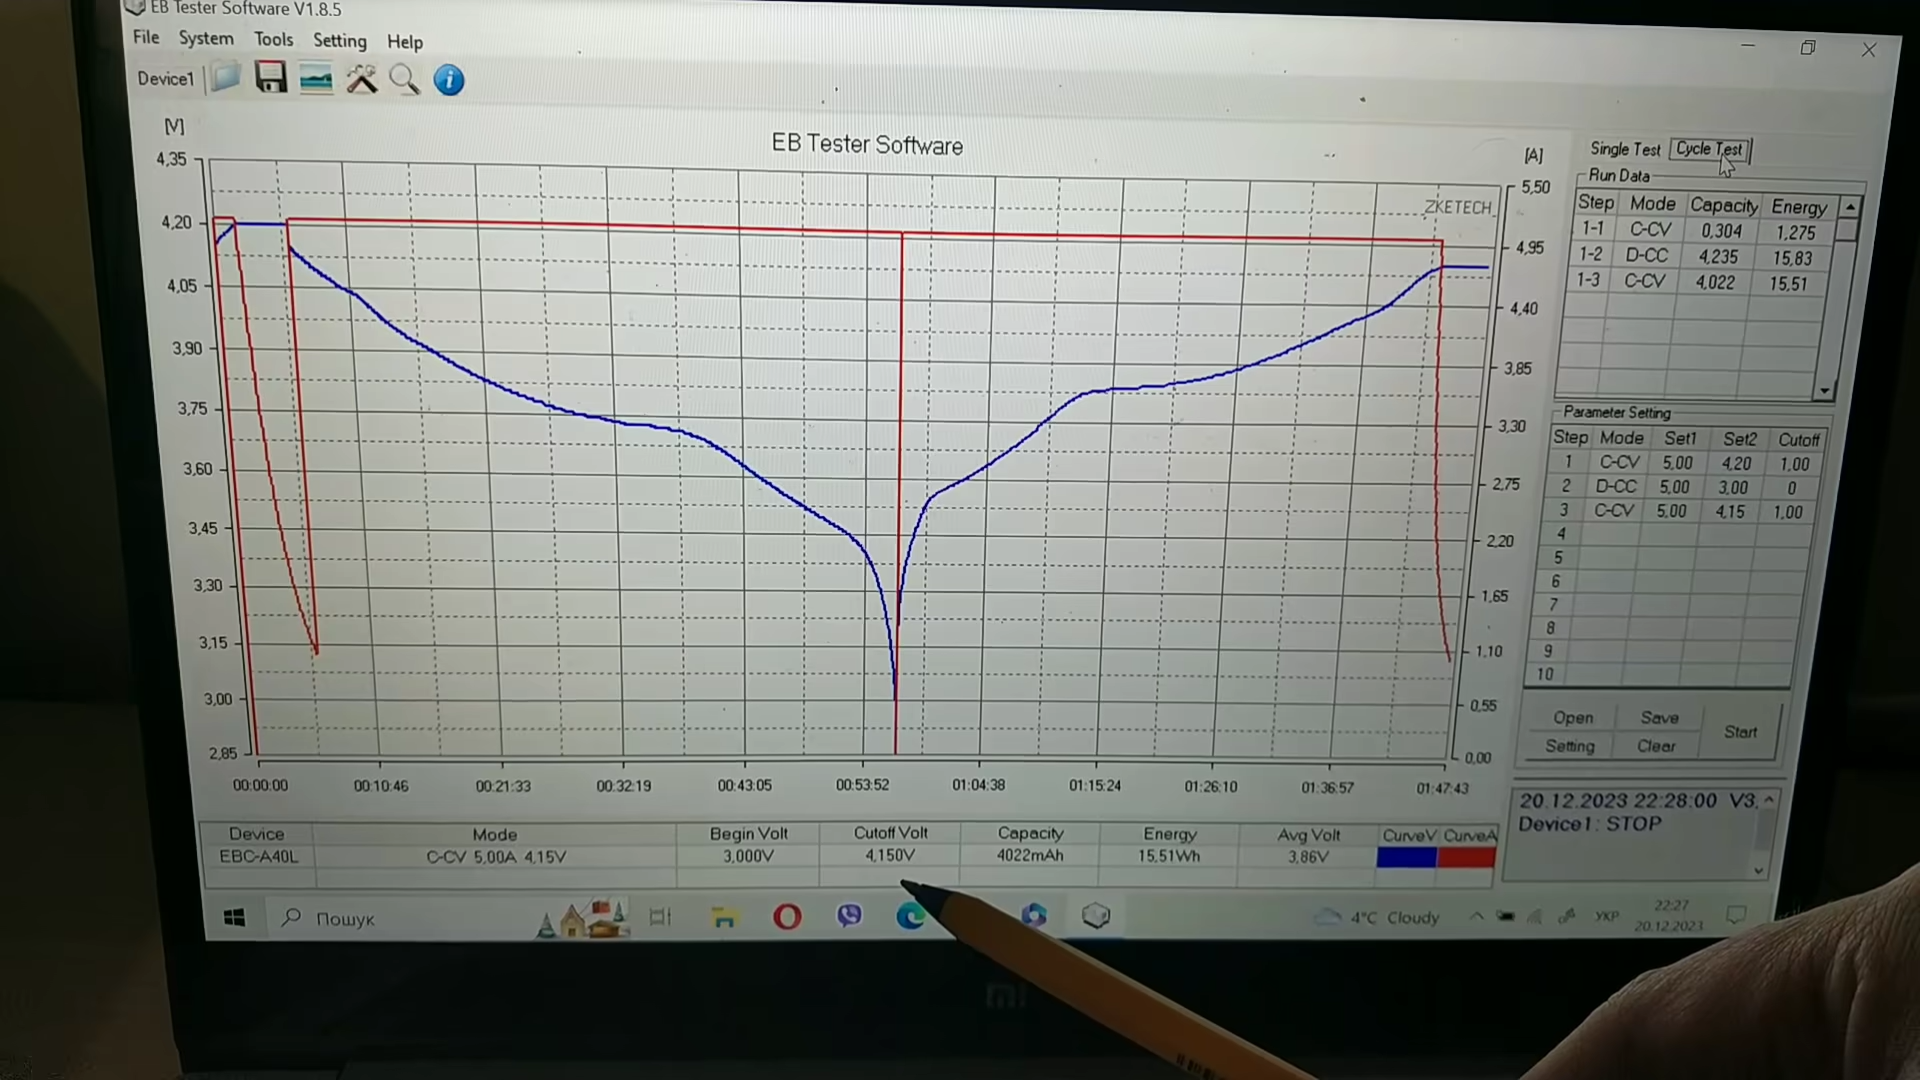 EB Tester Software V1.8.5
File System Tools Setting Help
Device1
[V]
EB Tester Software
[A]
ZKETECH
4,35
4,20
4,05
3,90
3,75
3,60
3,45
3,30
3,15
3,00
2,85
5,50
4,95
4,40
3,85
3,30
2,75
2,20
1,65
1,10
0,55
0,00
00:00:00 00:10:46 00:21:33 00:32:19 00:43:05 00:53:52 01:04:38 01:15:24 01:26:10 01:36:57 01:47:43
Single Test Cycle Test
Run Data
Step Mode Capacity Energy
1-1 C-CV 0,304 1,275
1-2 D-CC 4,235 15,83
1-3 C-CV 4,022 15,51
Parameter Setting
Step Mode Set1 Set2 Cutoff
1 C-CV 5,00 4,20 1,00
2 D-CC 5,00 3,00 0
3 C-CV 5,00 4,15 1,00
4
5
6
7
8
9
10
Open Save Start
Setting Clear
20.12.2023 22:28:00 V3.
Device1: STOP
Device Mode Begin Volt Cutoff Volt Capacity Energy Avg Volt CurveV CurveA
EBC-A40L C-CV 5,00A 4,15V 3,000V 4,150V 4022mAh 15,51Wh 3,86V
Пошук
4°C Cloudy
УКР
22:27
20.12.2023
mi